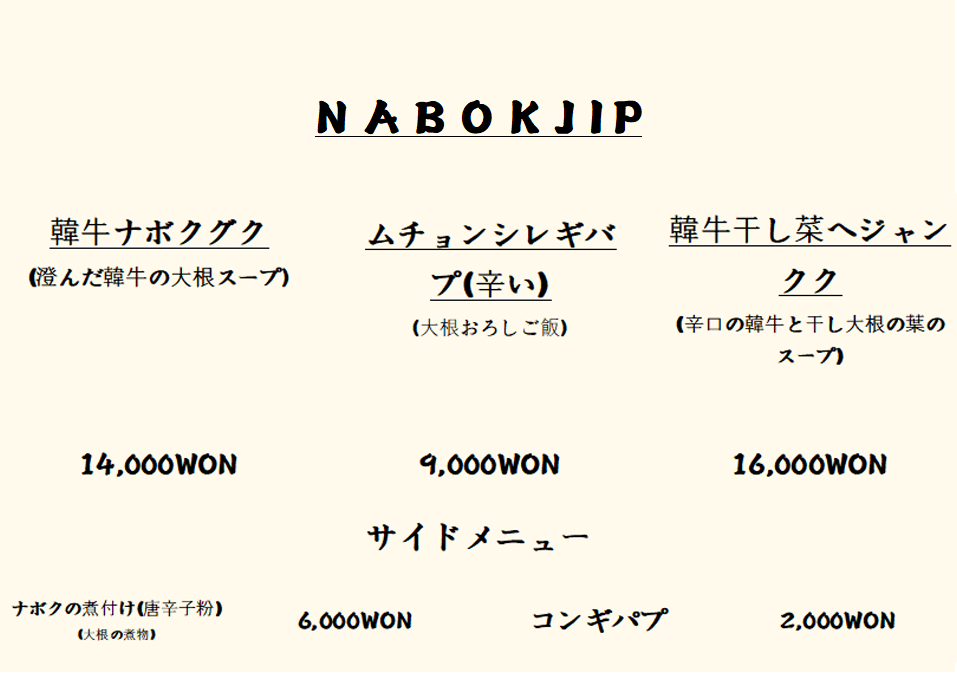 NABOKJIP
韓牛ナボクグク
(澄んだ韓牛の大根スープ)
ムチョンシレギバ
プ(辛い)
(大根おろしご飯)
韓牛干し菜ヘジャン
クク
(辛口の韓牛と干し大根の葉の
スープ)
14,000WON
9,000WON
16,000WON
サイドメニュー
ナボクの煮付け(唐辛子粉)
(大根の煮物)
6,000WON
コンギパプ
2,000WON